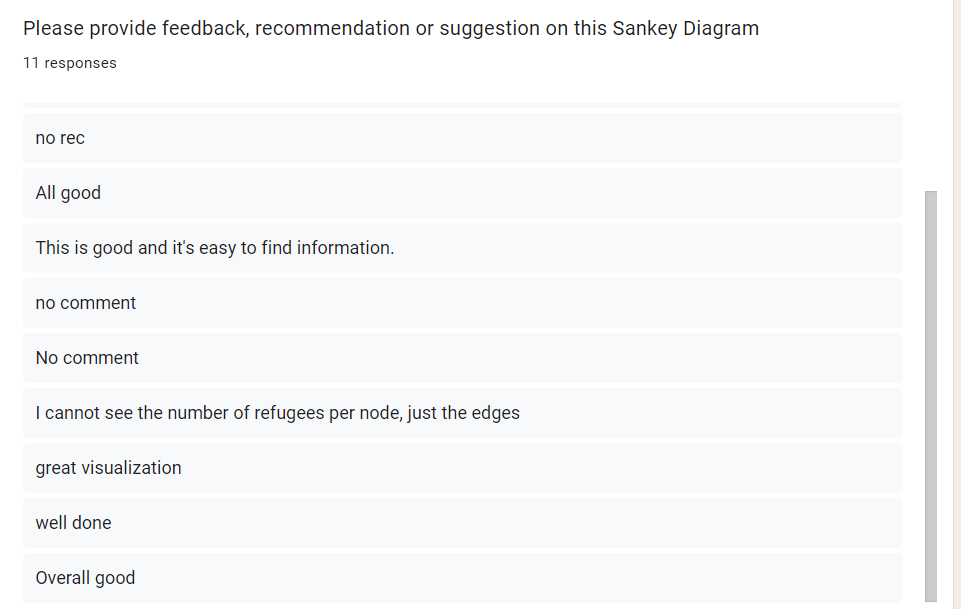 Please provide feedback, recommendation or suggestion on this Sankey Diagram
11 responses
no rec
All good
This is good and it's easy to find information.
no comment
No comment
I cannot see the number of refugees per node, just the edges
great visualization
well done
Overall good